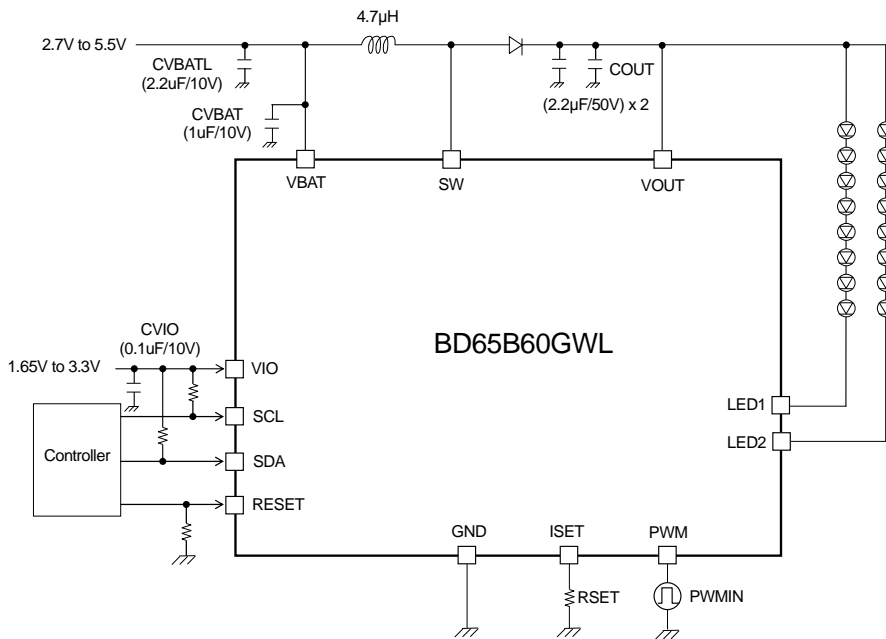 4.7µH
2.7V to 5.5V
CVBATL
(2.2uF/10V)
COUT
(2.2µF/50V) x 2
CVBAT
(1uF/10V)
VBAT
SW
VOUT
BD65B60GWL
CVIO
(0.1uF/10V)
1.65V to 3.3V
VIO
SCL
Controller
SDA
RESET
LED1
LED2
GND
ISET
PWM
RSET
PWMIN